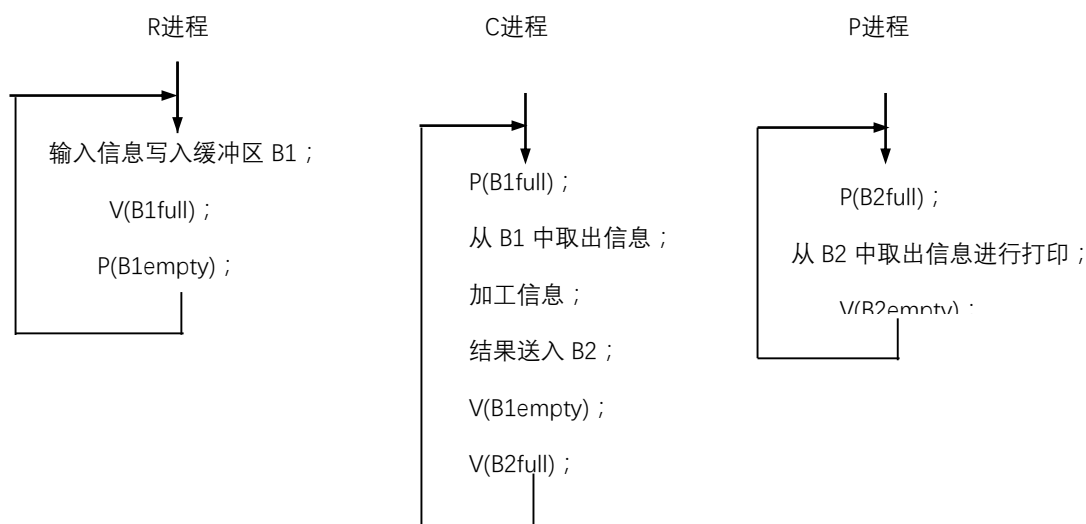 R进程
C进程
P进程
输入信息写入缓冲区 B1；
V(B1full)；
P(B1empty)；
P(B1full)；
从 B1 中取出信息；
加工信息；
结果送入 B2；
V(B1empty)；
V(B2full)；
P(B2full)；
从 B2 中取出信息进行打印；
V(B2empty)；